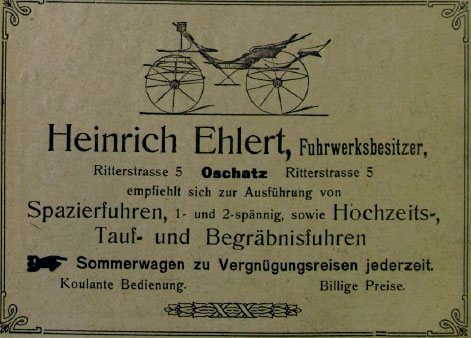 Heinrich Ehlert, Fuhrwerksbesitzer,
Ritterstrasse 5 Oschatz Ritterstrasse 5
empfiehlt sich zur Ausführung von
Spazierfuhren, 1- und 2-spännig, sowie Hochzeits-,
Tauf- und Begräbnisfuhren
Sommerwagen zu Vergnügungsreisen jederzeit.
Koulante Bedienung. Billige Preise.